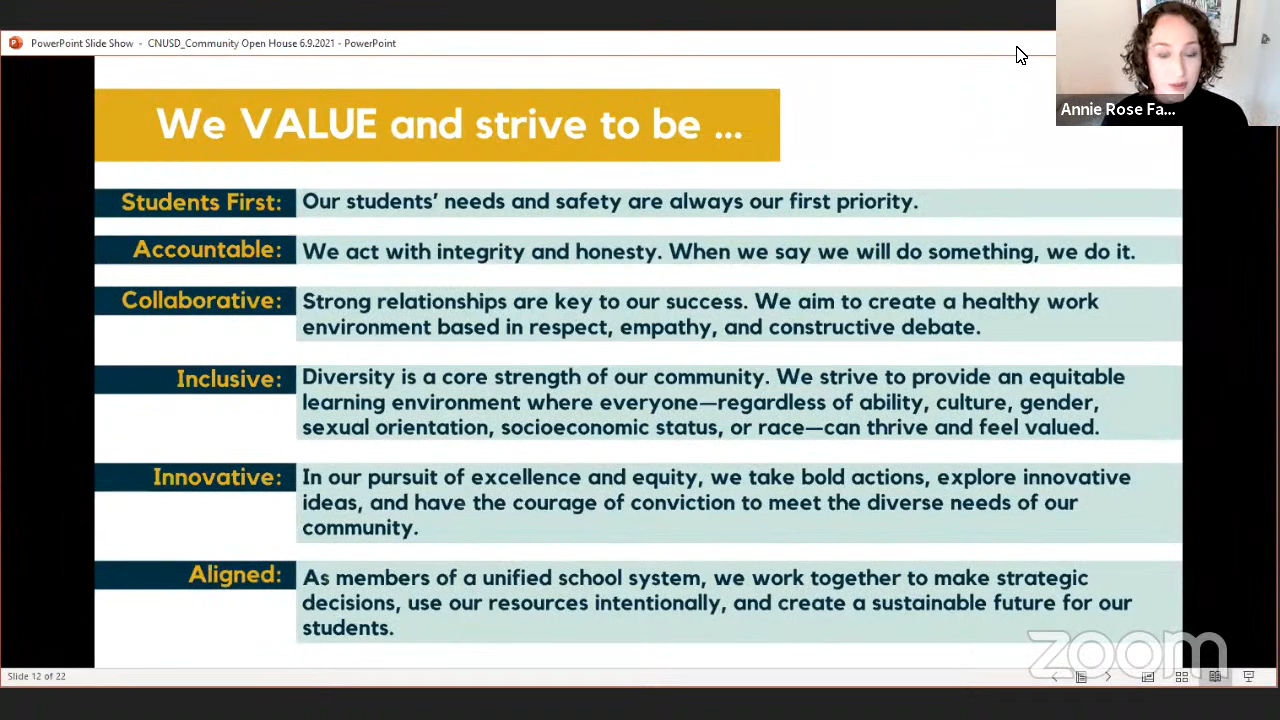 PowerPoint Slide Show - CNUSD_Community Open House 6.9.2021 - PowerPoint
Annie Rose Fa...
We VALUE and strive to be ...
Students First: Our students’ needs and safety are always our first priority.
Accountable: We act with integrity and honesty. When we say we will do something, we do it.
Collaborative: Strong relationships are key to our success. We aim to create a healthy work
environment based in respect, empathy, and constructive debate.
Inclusive: Diversity is a core strength of our community. We strive to provide an equitable
learning environment where everyone—regardless of ability, culture, gender,
sexual orientation, socioeconomic status, or race—can thrive and feel valued.
Innovative: In our pursuit of excellence and equity, we take bold actions, explore innovative
ideas, and have the courage of conviction to meet the diverse needs of our
community.
Aligned: As members of a unified school system, we work together to make strategic
decisions, use our resources intentionally, and create a sustainable future for our
students.
zoom
Slide 12 of 22